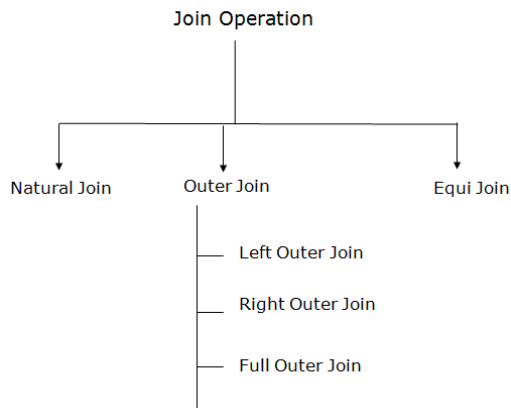 Join Operation
Natural Join
Outer Join
Equi Join
Left Outer Join
Right Outer Join
Full Outer Join